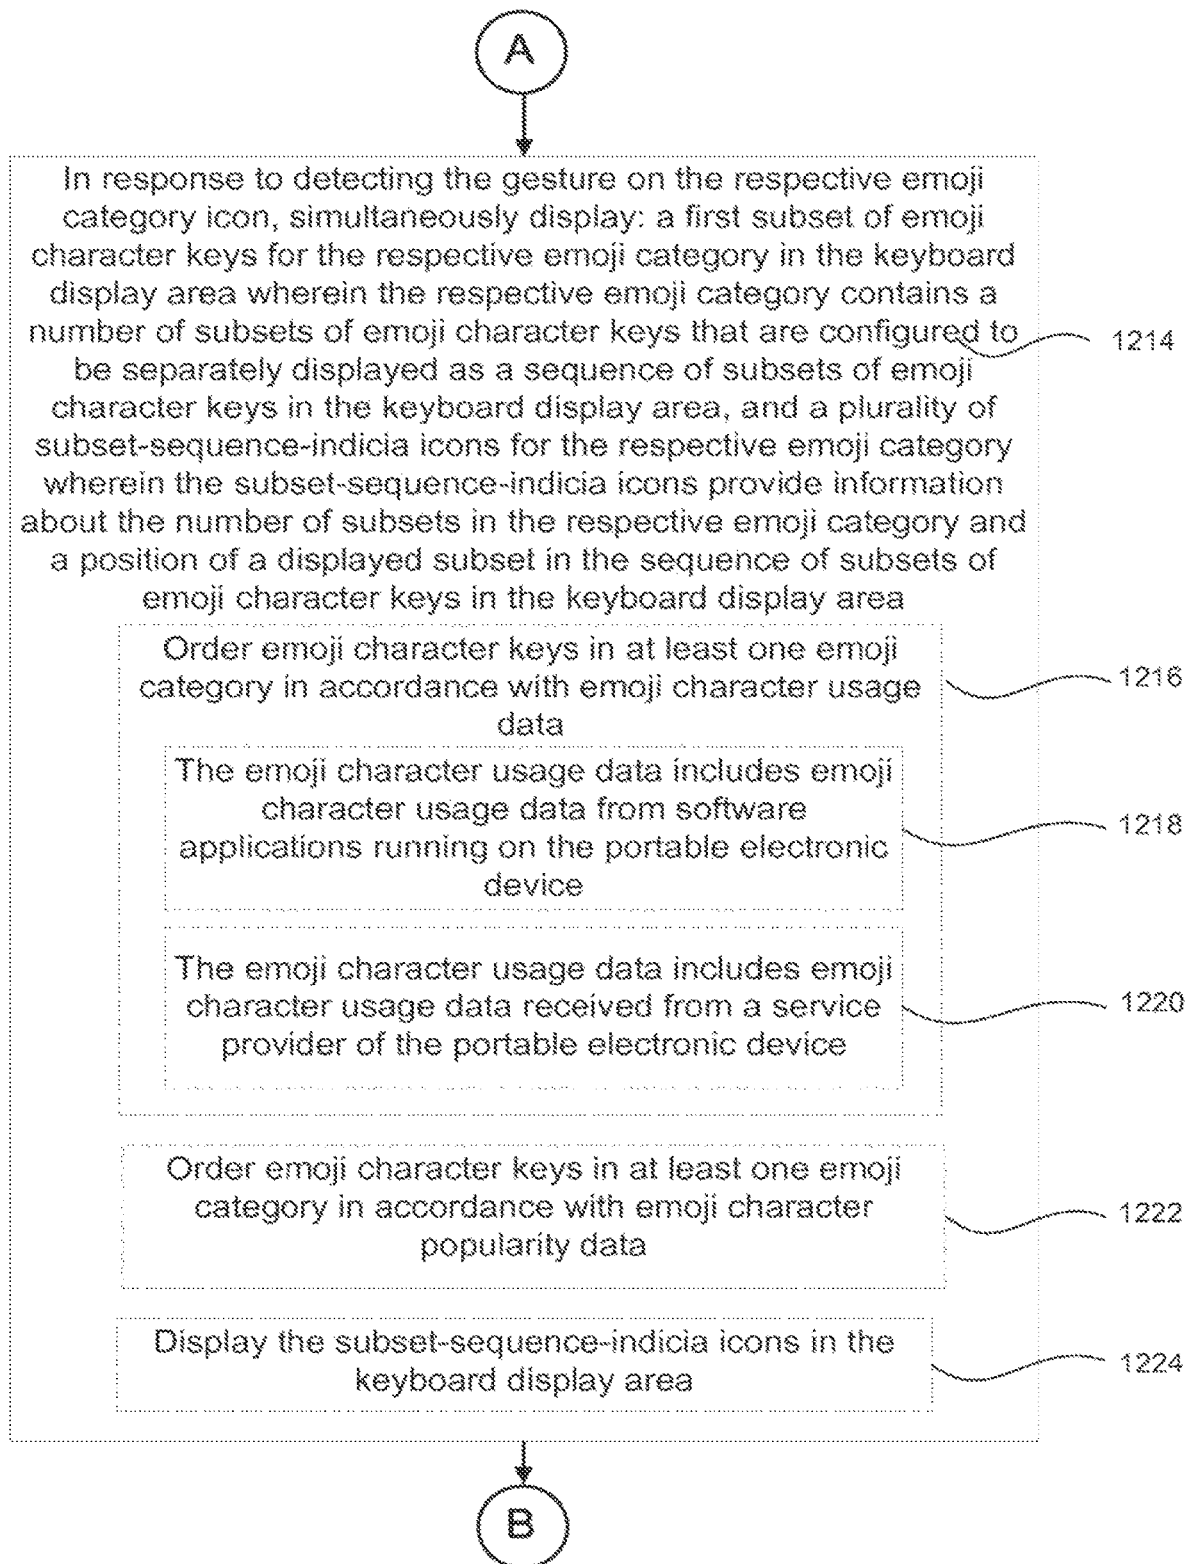 A
In response to detecting the gesture on the respective emoji
category icon, simultaneously display: a first subset of emoji
character keys for the respective emoji category in the keyboard
display area wherein the respective emoji category contains a
number of subsets of emoji character keys that are configured to
1214
be separately displayed as a sequence of subsets of emoji
character keys in the keyboard display area, and a plurality of
subset-sequence-indicia icons for the respective emoji category
wherein the subset-sequence-indicia icons provide information
about the number of subsets in the respective emoji category and
a position of a displayed subset in the sequence of subsets of
emoji character keys in the keyboard display area
Order emoji character keys in at least one emoji
category in accordance with emoji character usage
data
1216
The emoji character usage data includes emoji
character usage data from software
applications running on the portable electronic
device
1218
The emoji character usage data includes emoji
character usage data received from a service
provider of the portable electronic device
1220
Order emoji character keys in at least one emoji
category in accordance with emoji character
popularity data
1222
Display the subset-sequence-indicia icons in the
keyboard display area
1224
B